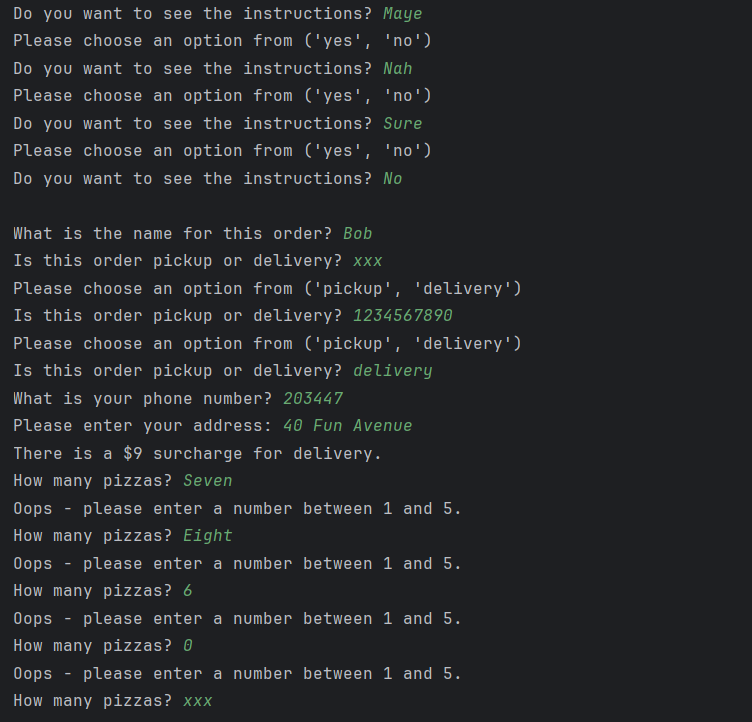 Do you want to see the instructions? Maye
Please choose an option from ('yes', 'no')
Do you want to see the instructions? Nah
Please choose an option from ('yes', 'no')
Do you want to see the instructions? Sure
Please choose an option from ('yes', 'no')
Do you want to see the instructions? No
What is the name for this order? Bob
Is this order pickup or delivery? xxx
Please choose an option from ('pickup', 'delivery')
Is this order pickup or delivery? 1234567890
Please choose an option from ('pickup', 'delivery')
Is this order pickup or delivery? delivery
What is your phone number? 203447
Please enter your address: 40 Fun Avenue
There is a $9 surcharge for delivery.
How many pizzas? Seven
Oops - please enter a number between 1 and 5.
How many pizzas? Eight
Oops - please enter a number between 1 and 5.
How many pizzas? 6
Oops - please enter a number between 1 and 5.
How many pizzas? 0
Oops - please enter a number between 1 and 5.
How many pizzas? xxx